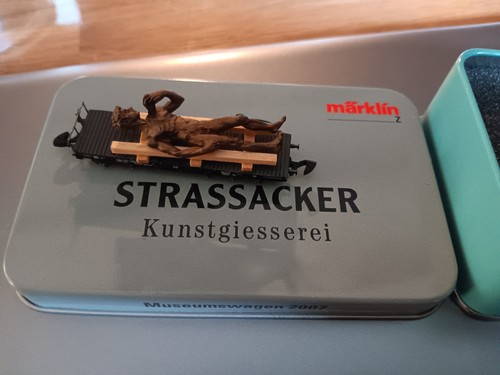 märklin
Z
STRASSACKER
Kunstgiesserei
Museumswagen 2007